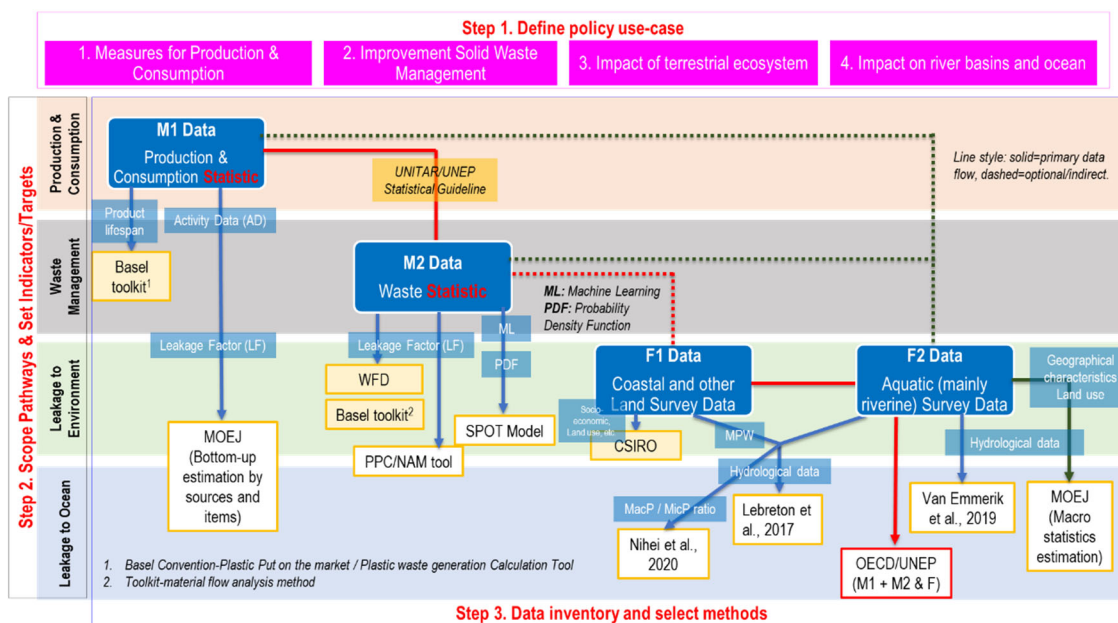 Step 1. Define policy use-case
1. Measures for Production &
Consumption
2. Improvement Solid Waste
Management
3. Impact of terrestrial ecosystem
4. Impact on river basins and ocean
Step 2. Scope Pathways & Set Indicators/Targets
Production &
Consumption
M1 Data
Production &
Consumption Statistic
UNITAR/UNEP
Statistical Guideline
Line style: solid=primary data
flow, dashed=optional/indirect.
Product
lifespan
Activity Data (AD)
Waste
Management
Basel
toolkit1
M2 Data
Waste Statistic
ML: Machine Learning
PDF: Probability
Density Function
ML
PDF
Leakage Factor (LF)
Leakage Factor (LF)
Leakage to
Environment
WFD
Basel toolkit2
SPOT Model
PPC/NAM tool
F1 Data
Coastal and other
Land Survey Data
F2 Data
Aquatic (mainly
riverine) Survey Data
Geographical
characteristics
Land use
Socio
economic,
Land use, etc.
CSIRO
MPW
Hydrological data
Hydrological data
MOEJ
(Bottom-up
estimation by
sources and
items)
Leakage to Ocean
MacP / MicP ratio
Nihei et al.,
2020
Lebreton
et al., 2017
Van Emmerik
et al., 2019
MOEJ
(Macro
statistics
estimation)
OECD/UNEP
(M1 + M2 & F)
1. Basel Convention-Plastic Put on the market / Plastic waste generation Calculation Tool
2. Toolkit-material flow analysis method
Step 3. Data inventory and select methods